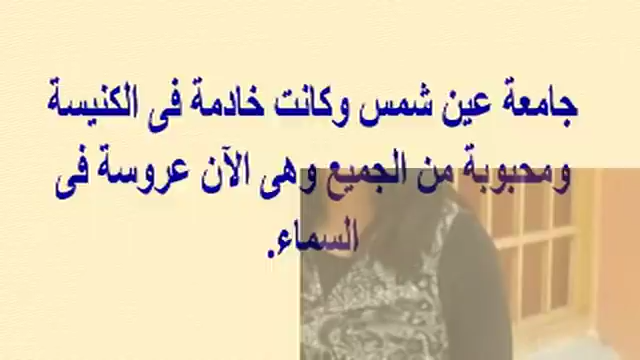 جامعة عين شمس وكانت خادمة فى الكنيسة
ومحبوبة من الجميع وهى الآن عروسة فى
السماء.